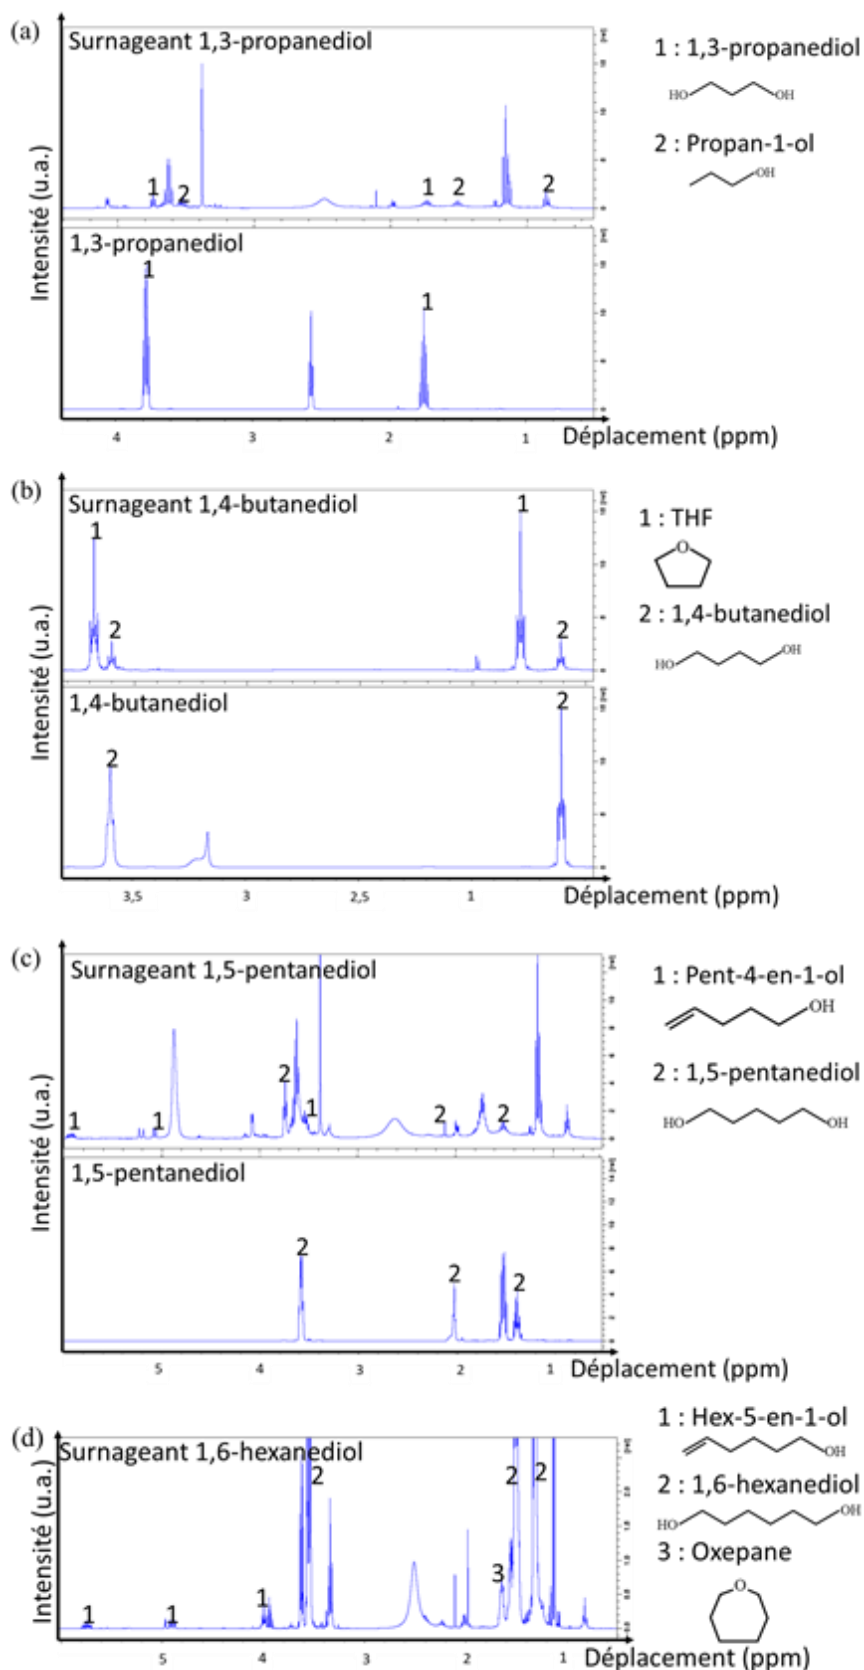 (a)
Surnageant 1,3-propanediol
1 2 1 2 2
1,3-propanediol
1 1
Intensité (u.a.)
4 3 2 1 Déplacement (ppm)
1 : 1,3-propanediol
HO OH
2 : Propan-1-ol
OH
(b)
Surnageant 1,4-butanediol
1 2 1 2
1,4-butanediol
2 2
Intensité (u.a.)
3,5 3 2,5 1 Déplacement (ppm)
1 : THF
O
2 : 1,4-butanediol
HO OH
(c)
Surnageant 1,5-pentanediol
1 1 2 1 2 2
1,5-pentanediol
2 2 2
Intensité (u.a.)
5 4 3 2 1 Déplacement (ppm)
1 : Pent-4-en-1-ol
OH
2 : 1,5-pentanediol
HO OH
(d)
Surnageant 1,6-hexanediol
1 1 1 2 3 2 2
Intensité (u.a.)
5 4 3 2 1 Déplacement (ppm)
1 : Hex-5-en-1-ol
OH
2 : 1,6-hexanediol
HO OH
3 : Oxepane
O